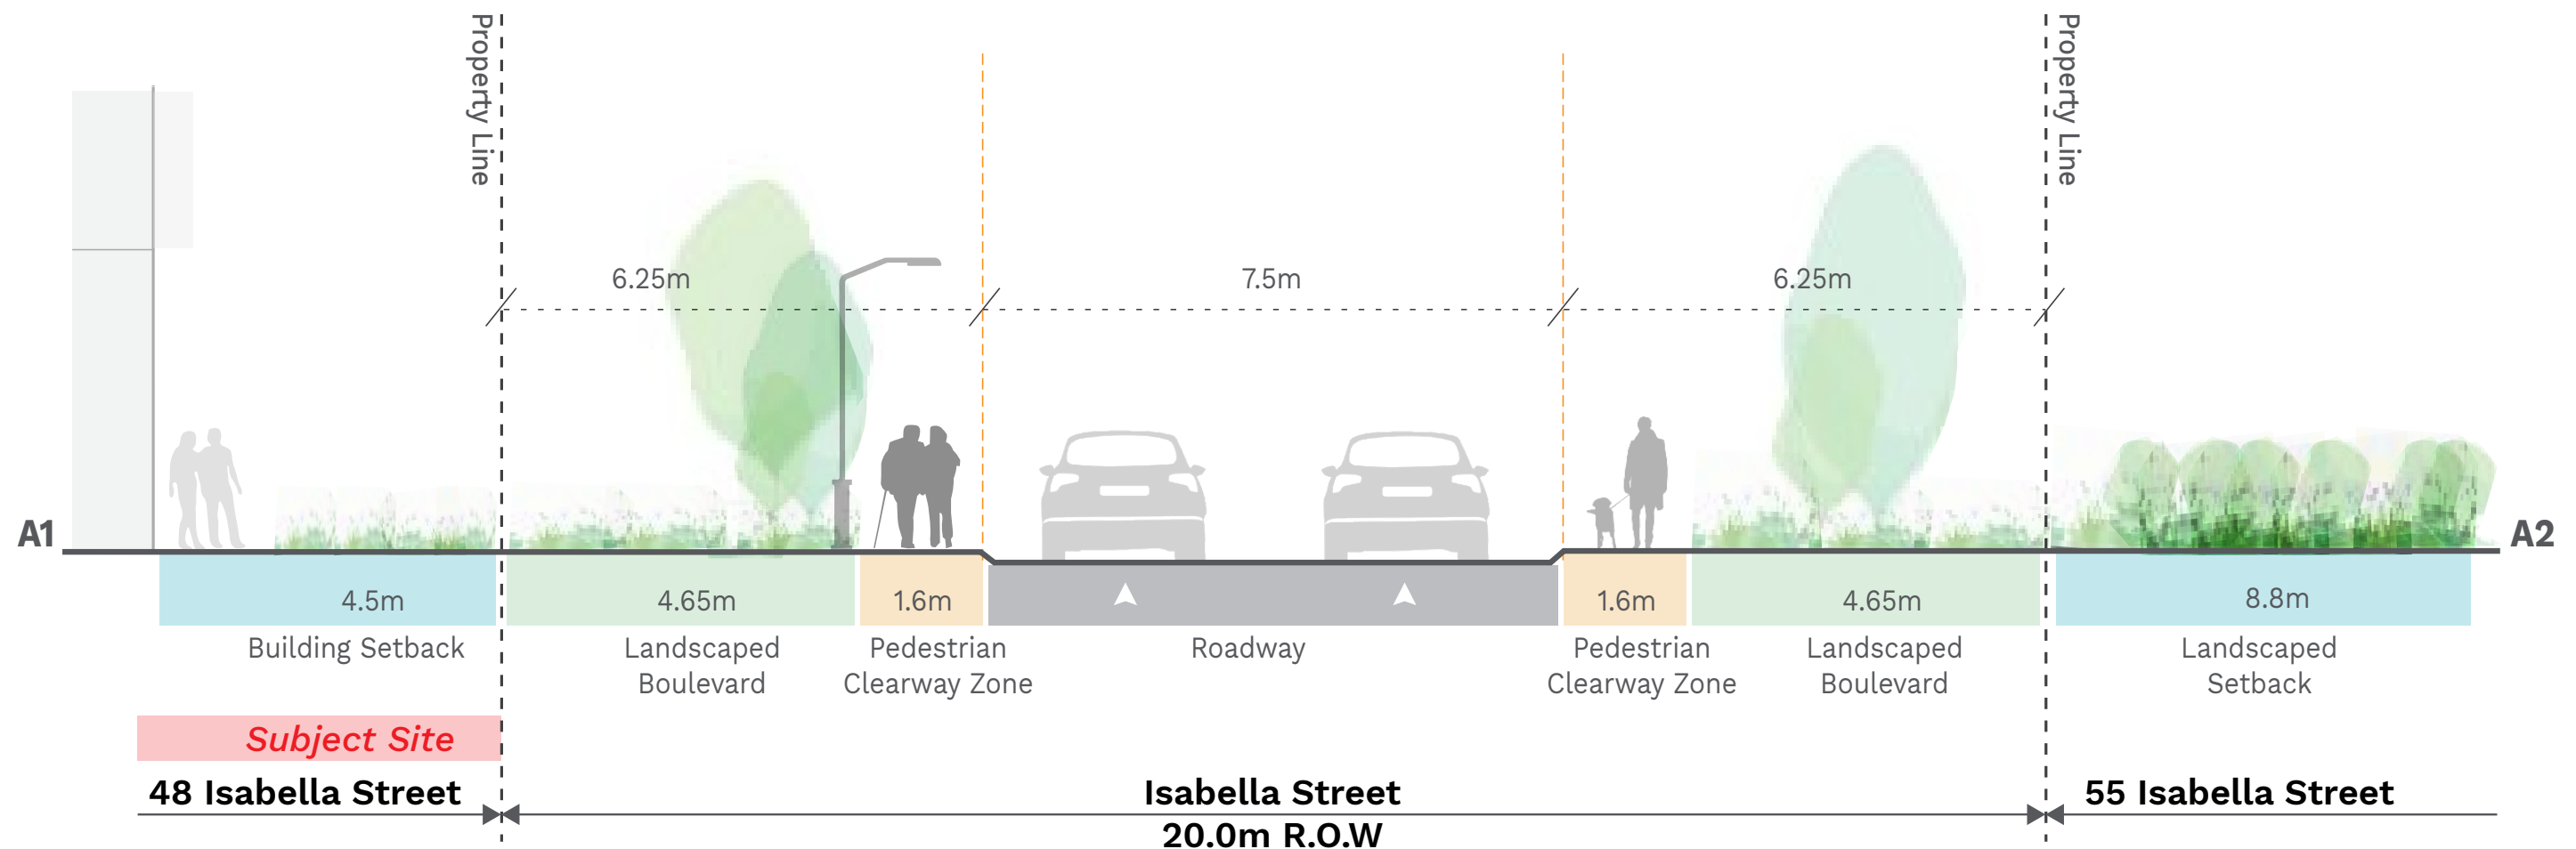 Property Line
Property Line
6.25m
7.5m
6.25m
A1
A2
4.5m
4.65m
1.6m
1.6m
4.65m
8.8m
Building Setback
Landscaped
Boulevard
Pedestrian
Clearway Zone
Roadway
Pedestrian
Clearway Zone
Landscaped
Boulevard
Landscaped
Setback
Subject Site
48 Isabella Street
Isabella Street
20.0m R.O.W
55 Isabella Street